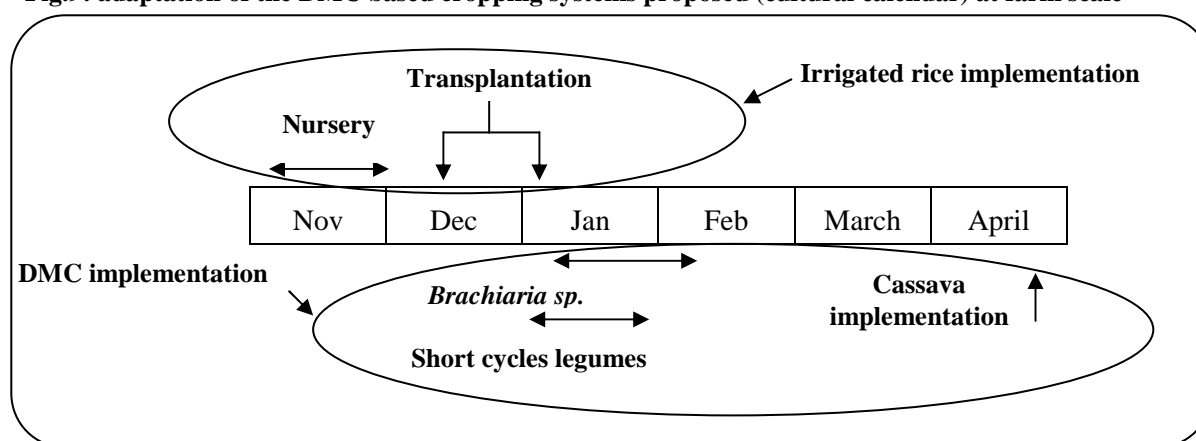 Fig.9 : adaptation of the DMC based cropping systems proposed (cultural calendar) at farm scale
Transplantation
Irrigated rice implementation
Nursery
Nov Dec Jan Feb March April
DMC implementation
Brachiaria sp.
Cassava
implementation
Short cycles legumes